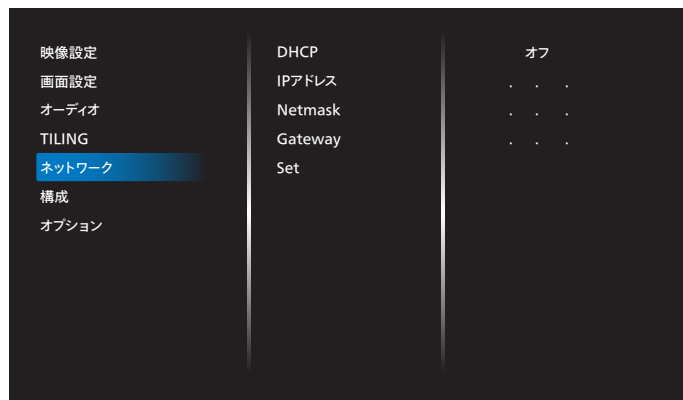 映像設定
画面設定
オーディオ
TILING
ネットワーク
構成
オプション
DHCP
IPアドレス
Netmask
Gateway
Set
オフ
. . .
. . .
. . .